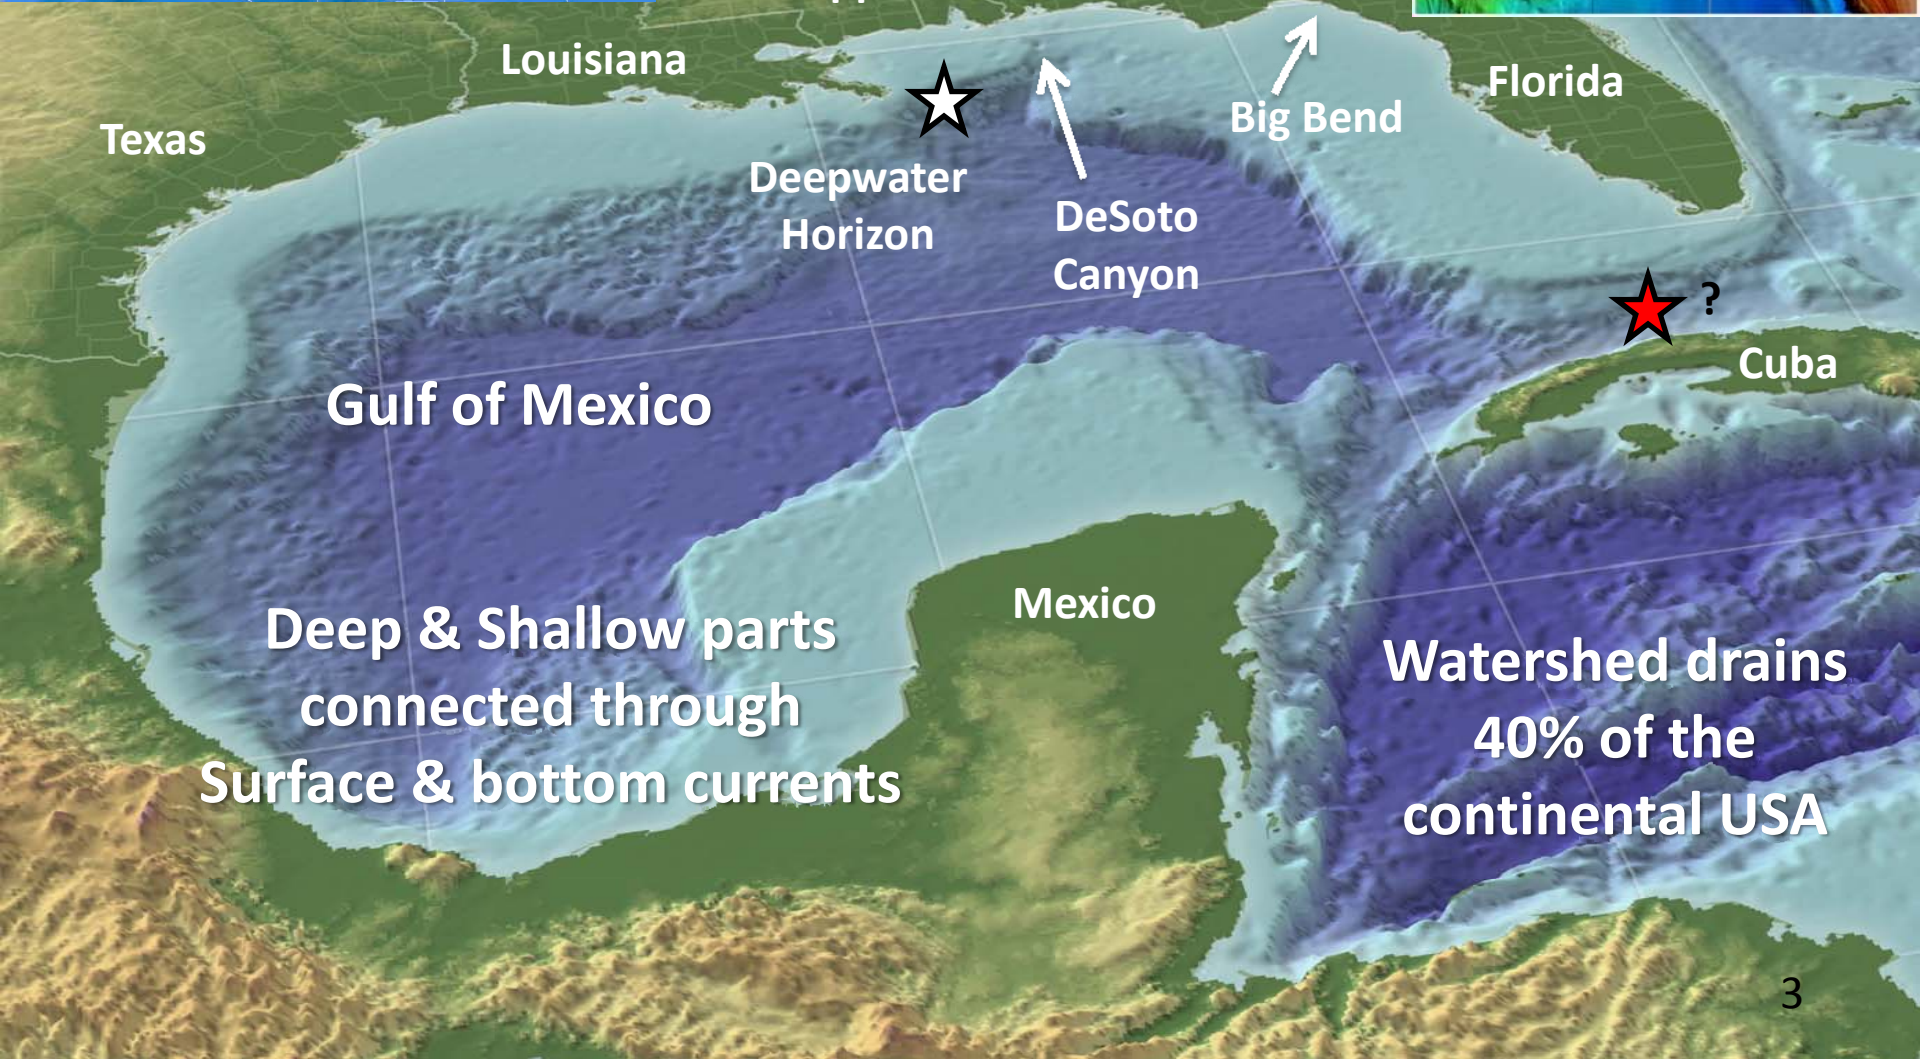 Louisiana
Florida
Big Bend
Texas
Deepwater
Horizon
DeSoto
Canyon
?
Cuba
Gulf of Mexico
Mexico
Deep & Shallow parts
connected through
Surface & bottom currents
Watershed drains
40% of the
continental USA
3